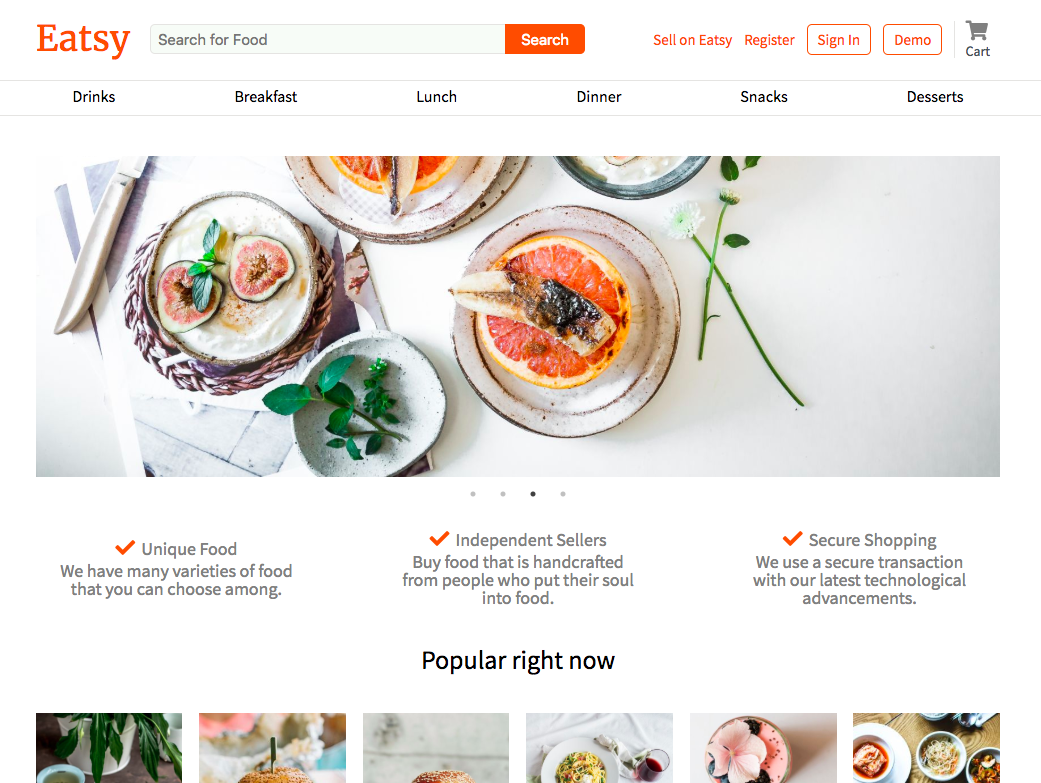 Eatsy
Search for Food
Search
Sell on Eatsy
Register
Sign In
Demo
Cart
Drinks
Breakfast
Lunch
Dinner
Snacks
Desserts
Unique Food
We have many varieties of food
that you can choose among.
Independent Sellers
Buy food that is handcrafted
from people who put their soul
into food.
Secure Shopping
We use a secure transaction
with our latest technological
advancements.
Popular right now